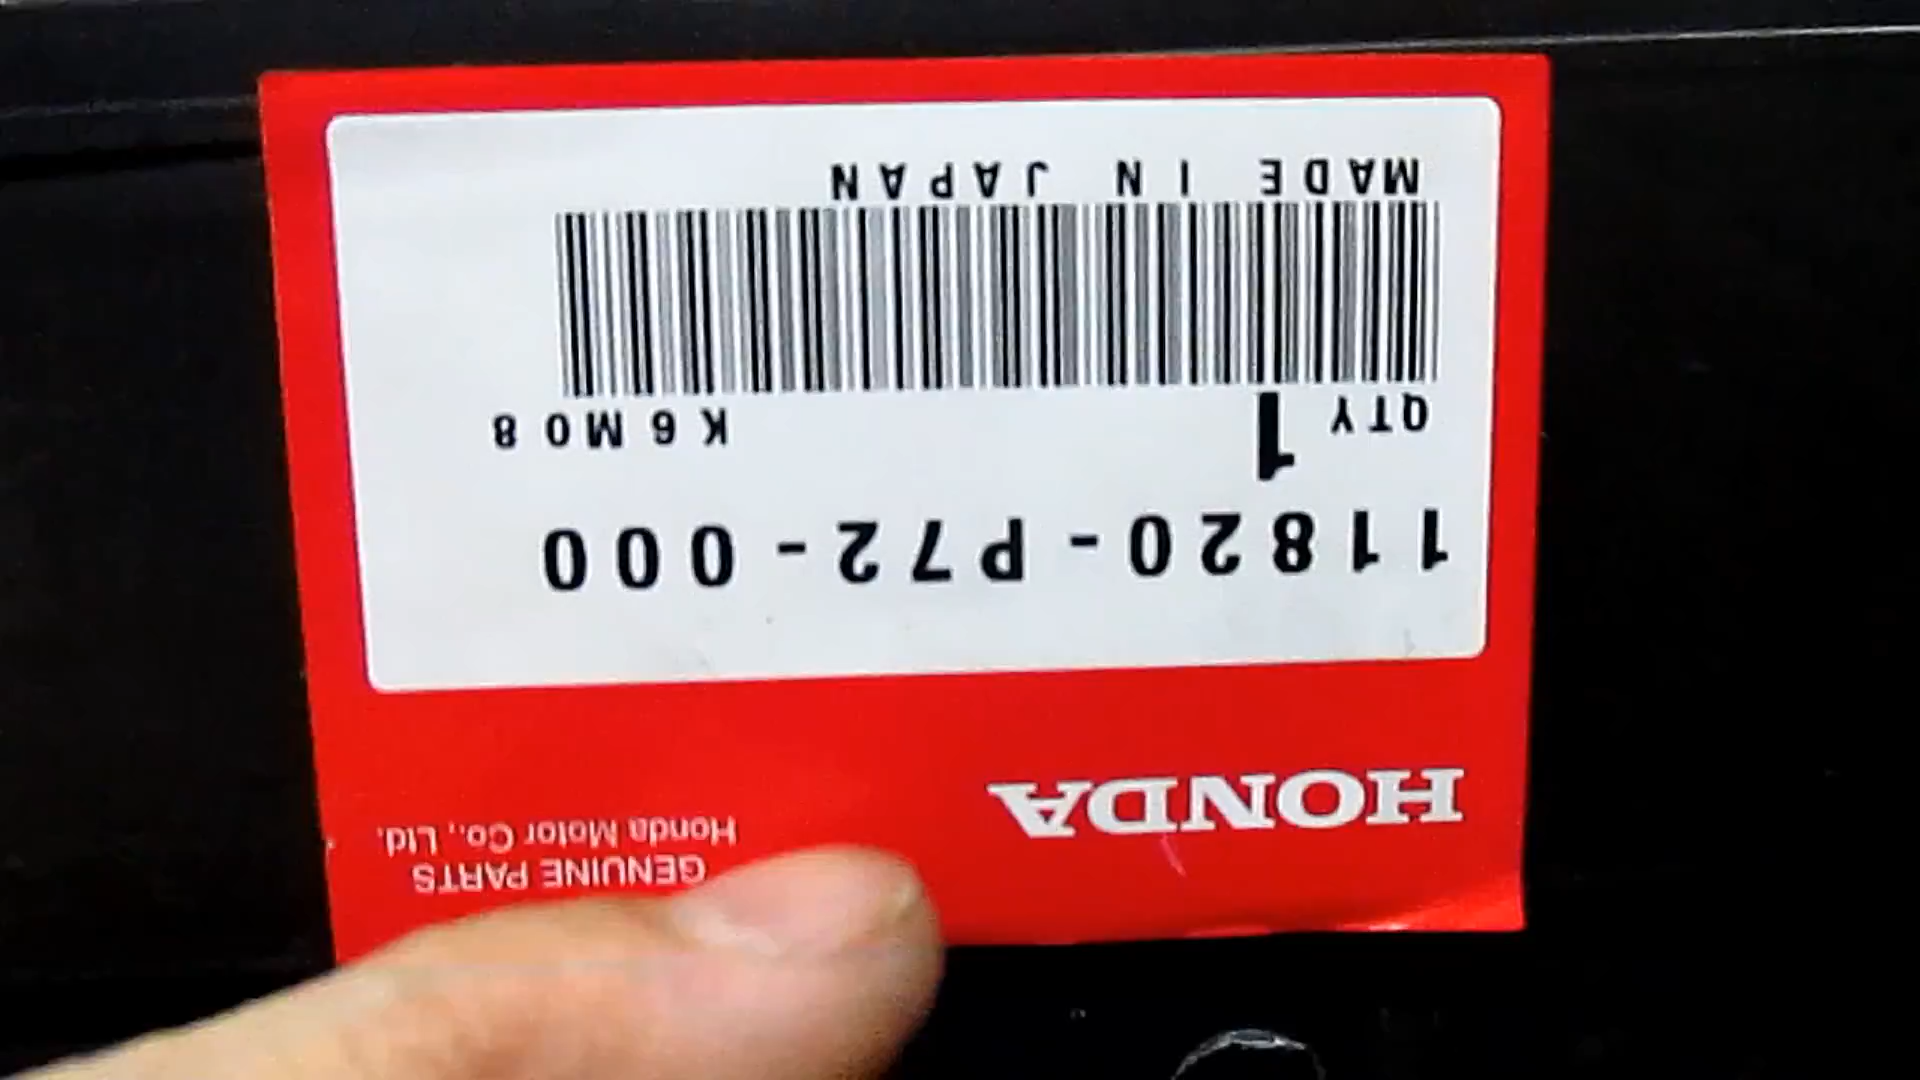 HONDA
GENUINE PARTS
Honda Motor Co., Ltd.
11820-P72-000
QTY 1 K6M08
MADE IN JAPAN